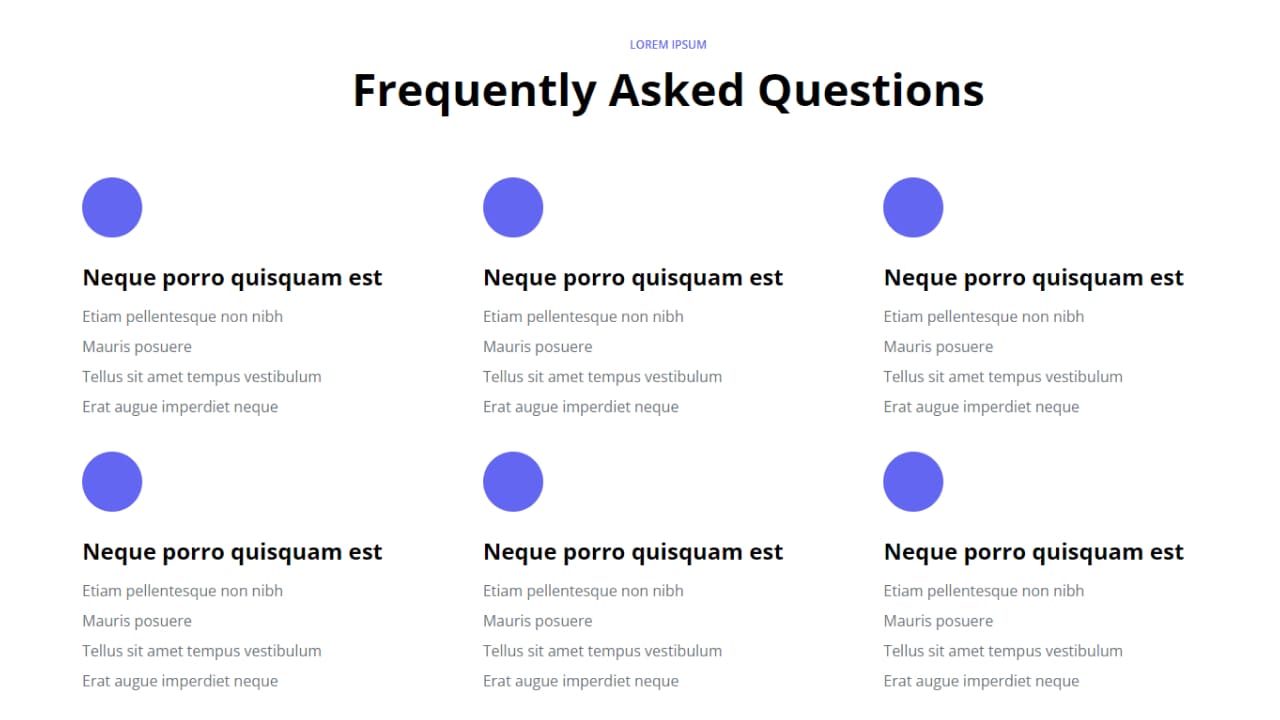 LOREM IPSUM
Frequently Asked Questions
Neque porro quisquam est
Etiam pellentesque non nibh
Mauris posuere
Tellus sit amet tempus vestibulum
Erat augue imperdiet neque
Neque porro quisquam est
Etiam pellentesque non nibh
Mauris posuere
Tellus sit amet tempus vestibulum
Erat augue imperdiet neque
Neque porro quisquam est
Etiam pellentesque non nibh
Mauris posuere
Tellus sit amet tempus vestibulum
Erat augue imperdiet neque
Neque porro quisquam est
Etiam pellentesque non nibh
Mauris posuere
Tellus sit amet tempus vestibulum
Erat augue imperdiet neque
Neque porro quisquam est
Etiam pellentesque non nibh
Mauris posuere
Tellus sit amet tempus vestibulum
Erat augue imperdiet neque
Neque porro quisquam est
Etiam pellentesque non nibh
Mauris posuere
Tellus sit amet tempus vestibulum
Erat augue imperdiet neque